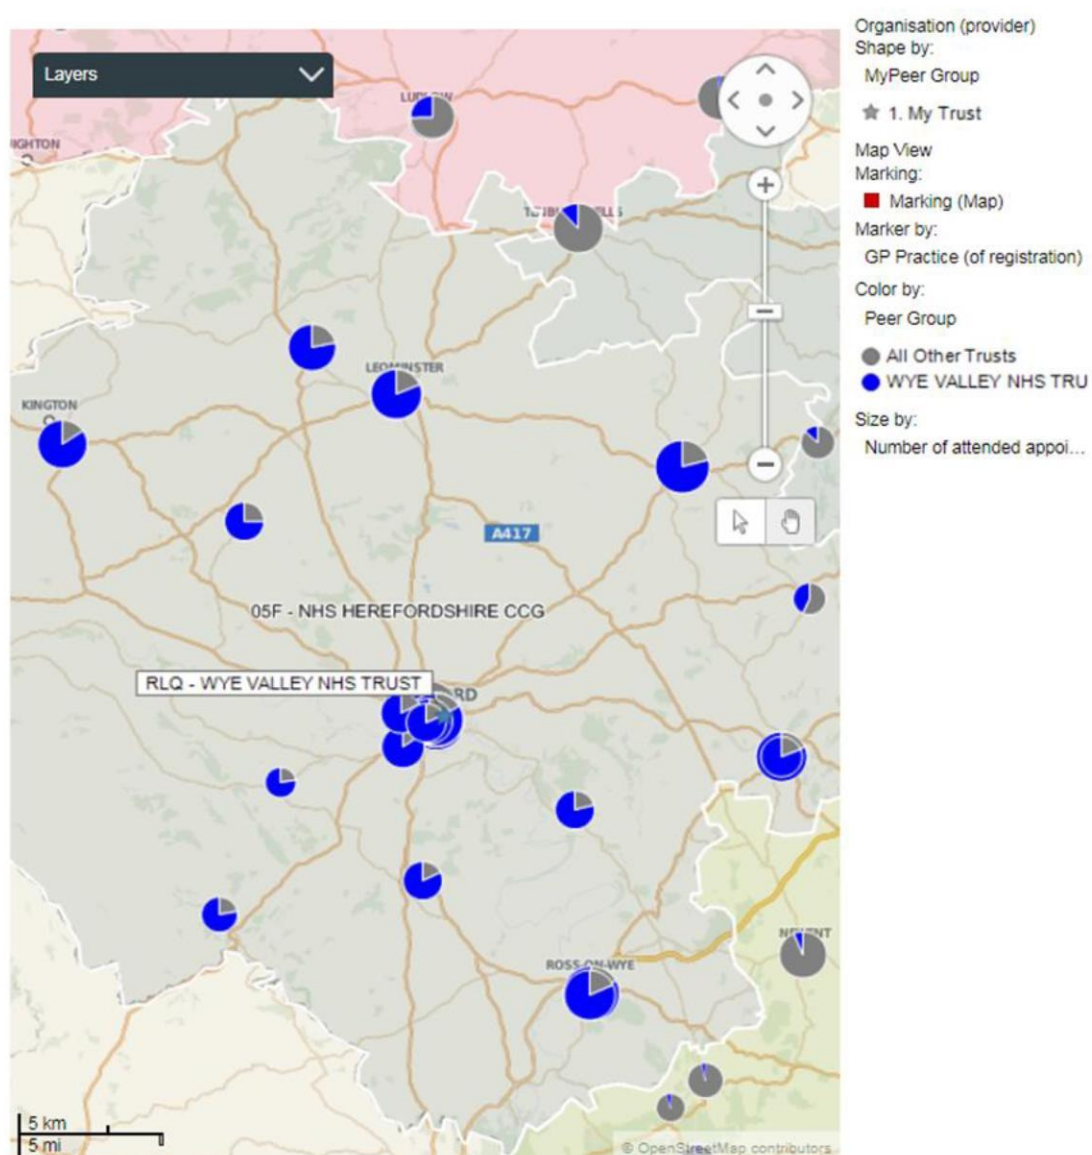 Layers
LUDLOW
IGHTON
KINGTON
LEOMINSTER
A417
05F - NHS HEREFORDSHIRE CCG
RLQ - WYE VALLEY NHS TRUST
RD
ROSS-ON-WYE
5 km
5 mi
© OpenStreetMap contributors
Organisation (provider)
Shape by:
MyPeer Group
1. My Trust
Map View
Marking:
Marking (Map)
Marker by:
GP Practice (of registration)
Color by:
Peer Group
All Other Trusts
WYE VALLEY NHS TRU
Size by:
Number of attended appoi...